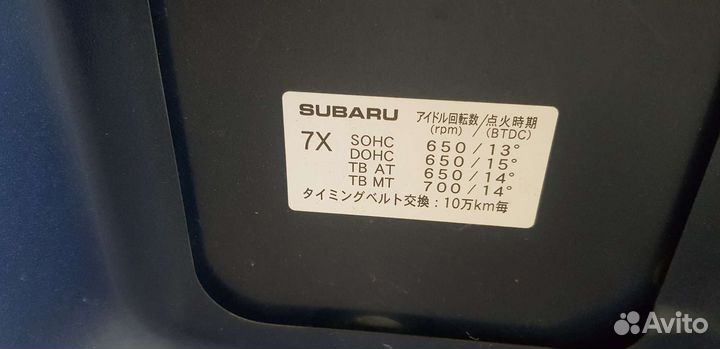 SUBARU アイドル回転数/点火時期
(rpm) (BTDC)
7X SOHC 650/13°
DOHC 650/15°
TB AT 650/14°
TB MT 700/14°
タイミングベルト交換:10万km毎
Avito